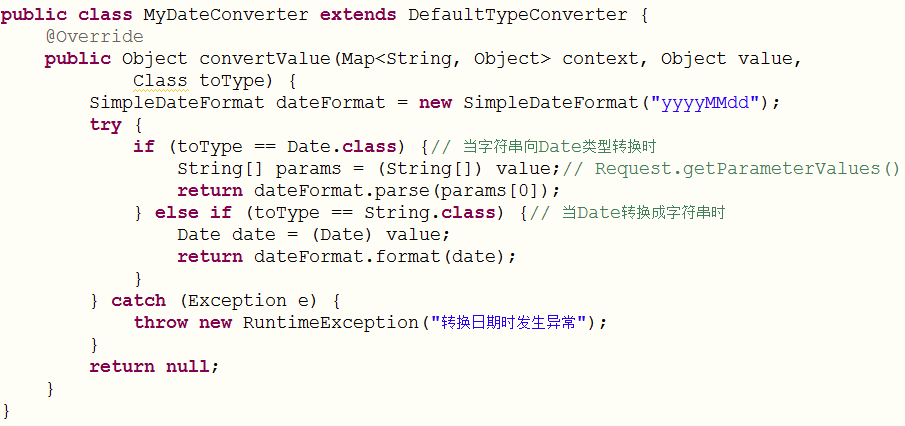 public class MyDateConverter extends DefaultTypeConverter {
    @Override
    public Object convertValue(Map<String, Object> context, Object value,
            Class toType) {
        SimpleDateFormat dateFormat = new SimpleDateFormat("yyyyMMdd");
        try {
            if (toType == Date.class) {// 当字符串向Date类型转换时
                String[] params = (String[]) value;// Request.getParameterValues()
                return dateFormat.parse(params[0]);
            } else if (toType == String.class) {// 当Date转换成字符串时
                Date date = (Date) value;
                return dateFormat.format(date);
            }
        } catch (Exception e) {
            throw new RuntimeException("转换日期时发生异常");
        }
        return null;
    }
}